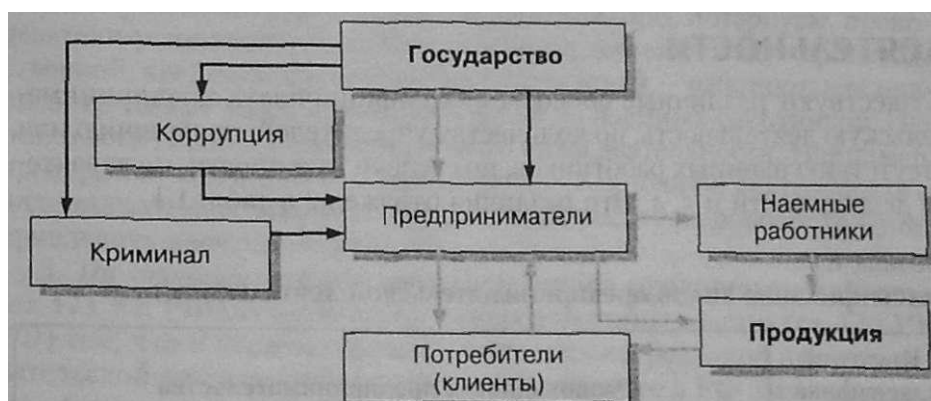 Государство
Коррупция
Предприниматели
Наемные
работники
Криминал
Продукция
Потребители
(клиенты)